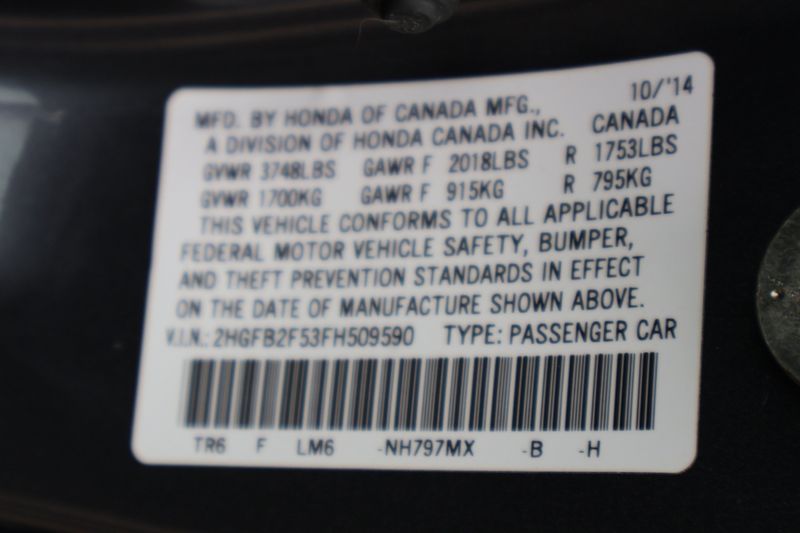 10/'14
MFD. BY HONDA OF CANADA MFG.,
A DIVISION OF HONDA CANADA INC. CANADA
GVWR 3748LBS GAWR F 2018LBS R 1753LBS
GVWR 1700KG GAWR F 915KG R 795KG
THIS VEHICLE CONFORMS TO ALL APPLICABLE
FEDERAL MOTOR VEHICLE SAFETY, BUMPER,
AND THEFT PREVENTION STANDARDS IN EFFECT
ON THE DATE OF MANUFACTURE SHOWN ABOVE.
V.I.N.: 2HGFB2F53FH509590 TYPE: PASSENGER CAR
TR6 F LM6 -NH797MX -B -H